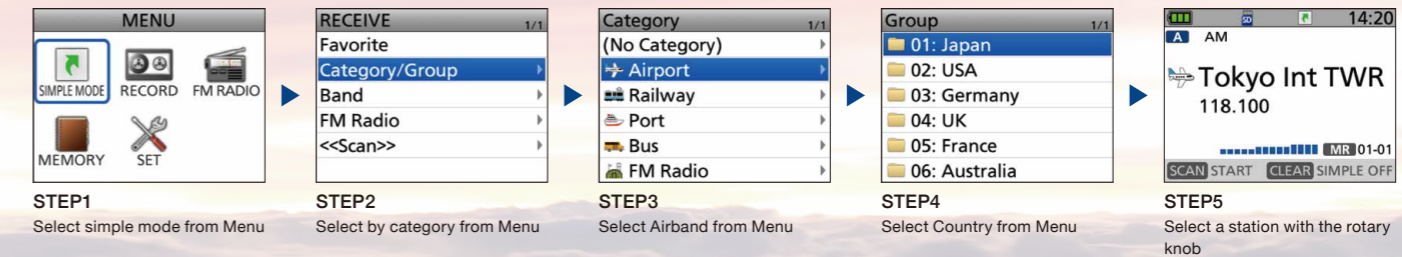 MENU
SIMPLE MODE
RECORD
FM RADIO
MEMORY
SET
STEP1
Select simple mode from Menu
RECEIVE 1/1
Favorite
Category/Group
Band
FM Radio
<<Scan>>
STEP2
Select by category from Menu
Category 1/1
(No Category)
Airport
Railway
Port
Bus
FM Radio
STEP3
Select Airband from Menu
Group 1/1
01: Japan
02: USA
03: Germany
04: UK
05: France
06: Australia
STEP4
Select Country from Menu
SD 14:20
A AM
Tokyo Int TWR
118.100
MR 01-01
SCAN START CLEAR SIMPLE OFF
STEP5
Select a station with the rotary
knob